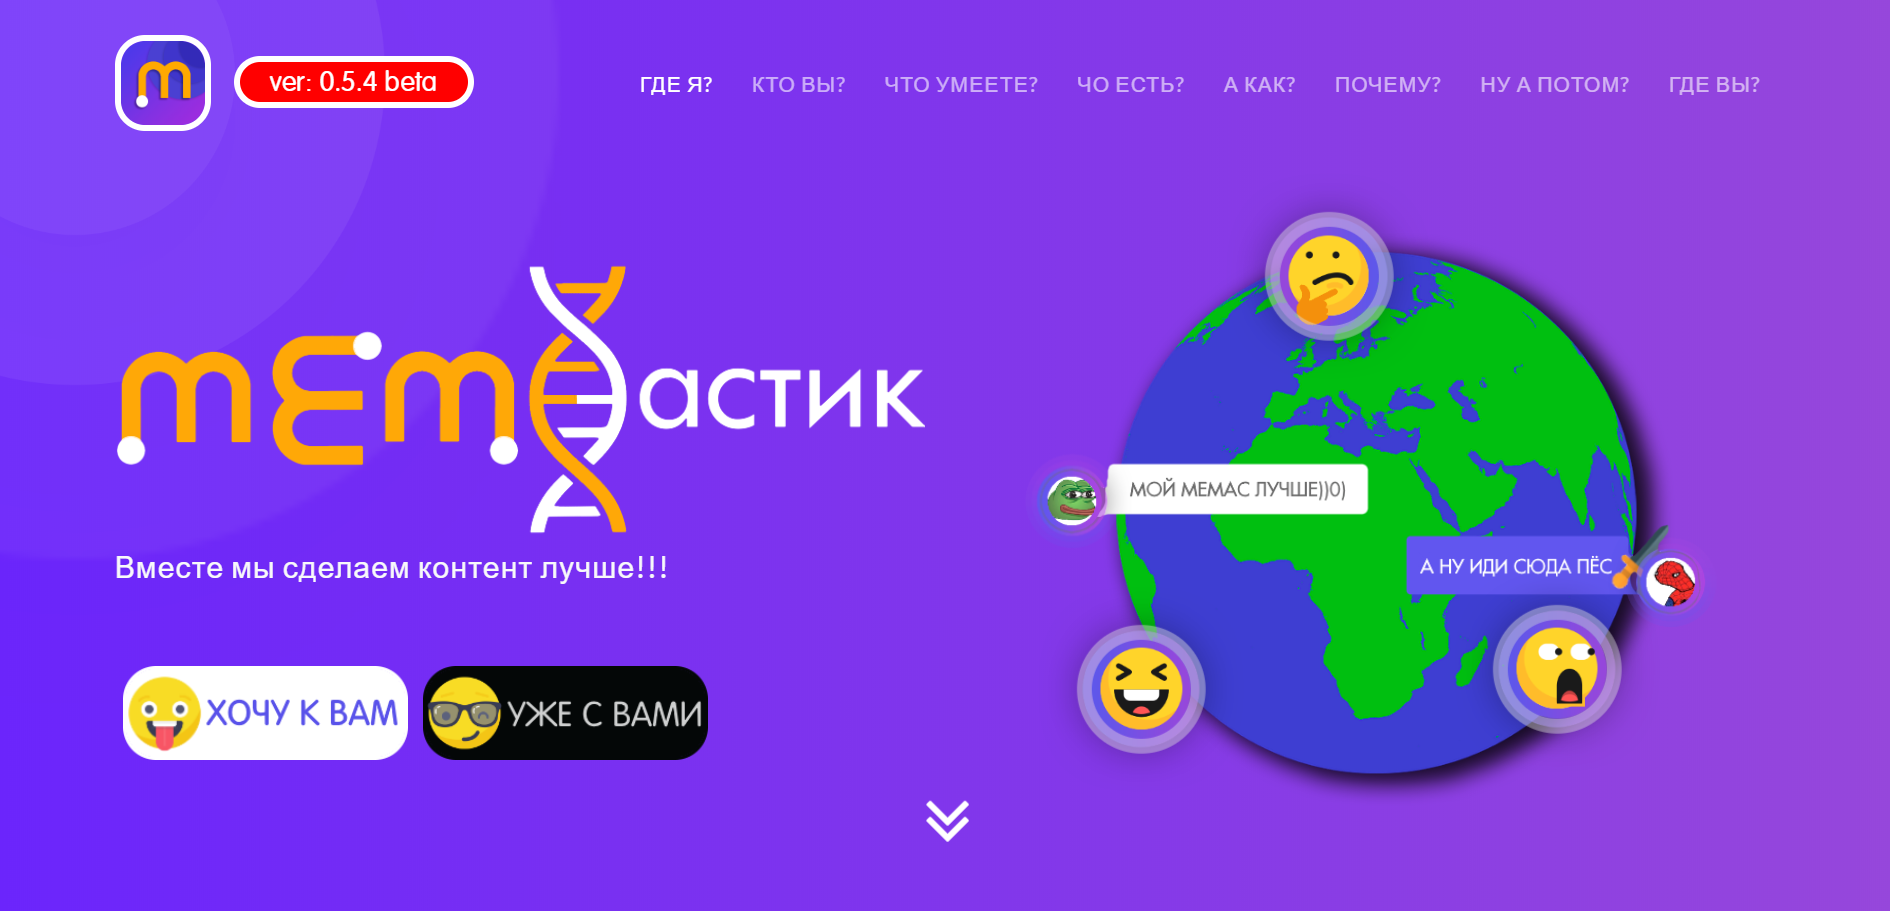 m
ver: 0.5.4 beta
ГДЕ Я?
КТО ВЫ?
ЧТО УМЕЕТЕ?
ЧО ЕСТЬ?
А КАК?
ПОЧЕМУ?
НУ А ПОТОМ?
ГДЕ ВЫ?
мемастик
Вместе мы сделаем контент лучше!!!
ХОЧУ К ВАМ
УЖЕ С ВАМИ
МОЙ МЕМАС ЛУЧШЕ))0)
А НУ ИДИ СЮДА ПЁС